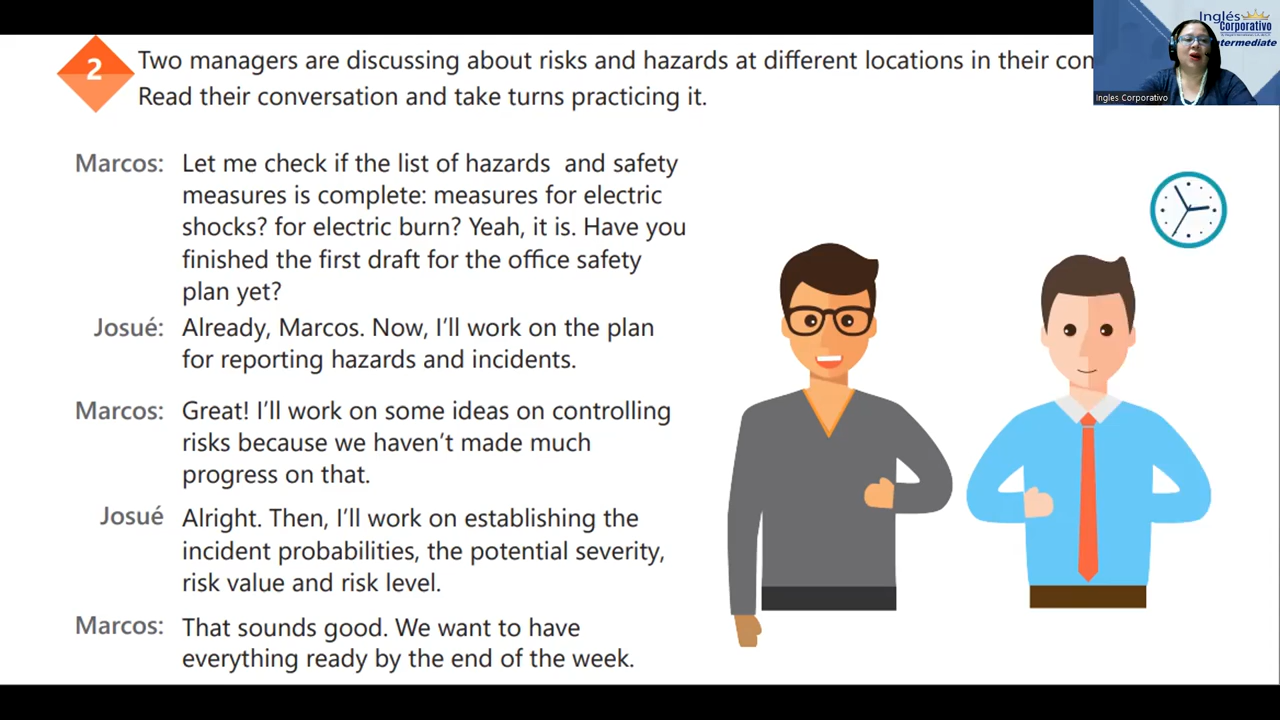 2
Two managers are discussing about risks and hazards at different locations in their
Read their conversation and take turns practicing it.
Marcos: Let me check if the list of hazards and safety
measures is complete: measures for electric
shocks? for electric burn? Yeah, it is. Have you
finished the first draft for the office safety
plan yet?
Josué: Already, Marcos. Now, I'll work on the plan
for reporting hazards and incidents.
Marcos: Great! I'll work on some ideas on controlling
risks because we haven't made much
progress on that.
Josué Alright. Then, I'll work on establishing the
incident probabilities, the potential severity,
risk value and risk level.
Marcos: That sounds good. We want to have
everything ready by the end of the week.
Inglés
Corporativo
Intermediate
Ingles Corporativo